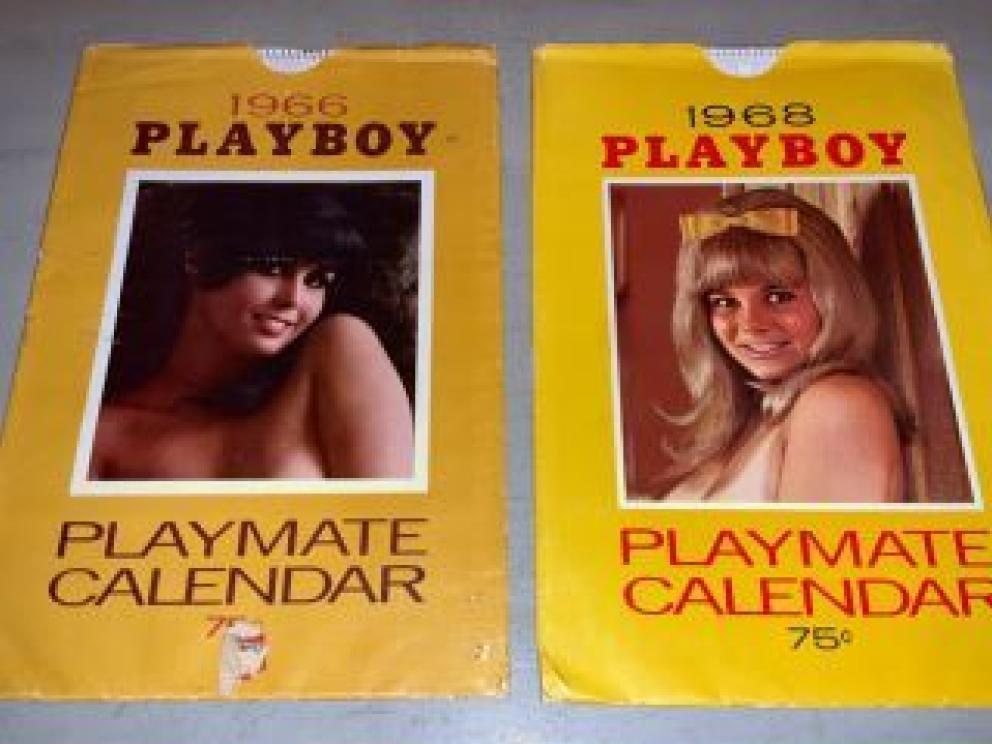 1966
PLAYBOY
PLAYMATE
CALENDAR
1968
PLAYBOY
PLAYMATE
CALENDAR
75¢